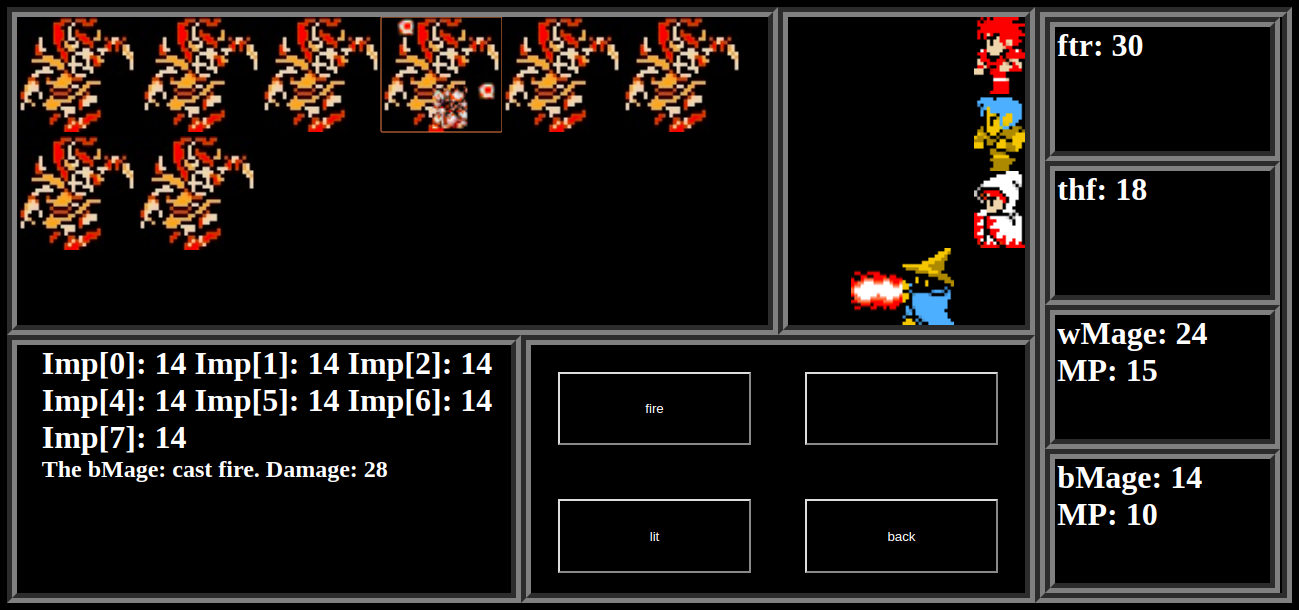 ftr: 30
thf: 18
wMage: 24
MP: 15
bMage: 14
MP: 10
Imp[0]: 14 Imp[1]: 14 Imp[2]: 14
Imp[4]: 14 Imp[5]: 14 Imp[6]: 14
Imp[7]: 14
The bMage: cast fire. Damage: 28
fire
lit
back